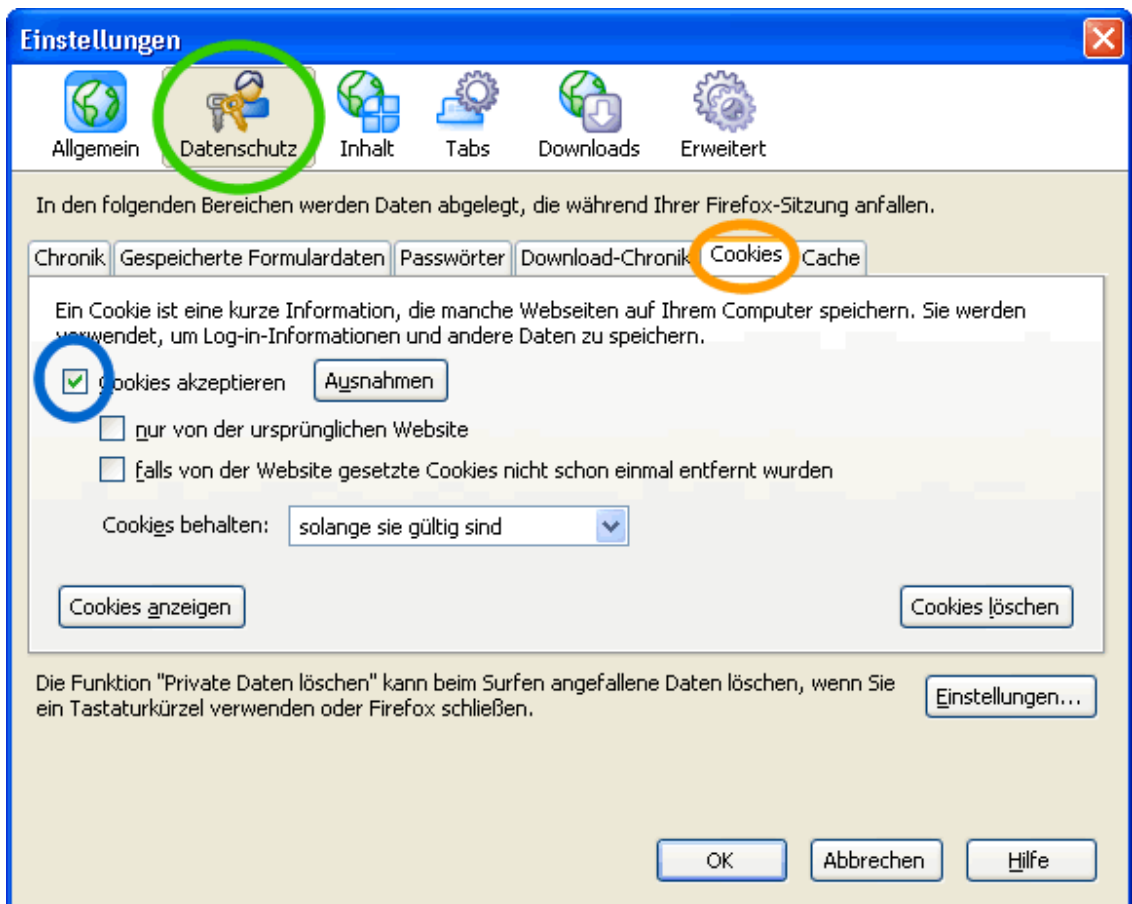 Einstellungen
Allgemein Datenschutz Inhalt Tabs Downloads Erweitert
In den folgenden Bereichen werden Daten abgelegt, die während Ihrer Firefox-Sitzung anfallen.
Chronik Gespeicherte Formulardaten Passwörter Download-Chronik Cookies Cache
Ein Cookie ist eine kurze Information, die manche Webseiten auf Ihrem Computer speichern. Sie werden
verwendet, um Log-in-Informationen und andere Daten zu speichern.
Cookies akzeptieren Ausnahmen
nur von der ursprünglichen Website
falls von der Website gesetzte Cookies nicht schon einmal entfernt wurden
Cookies behalten: solange sie gültig sind
Cookies anzeigen Cookies löschen
Die Funktion "Private Daten löschen" kann beim Surfen angefallene Daten löschen, wenn Sie
ein Tastaturkürzel verwenden oder Firefox schließen.
Einstellungen...
OK Abbrechen Hilfe